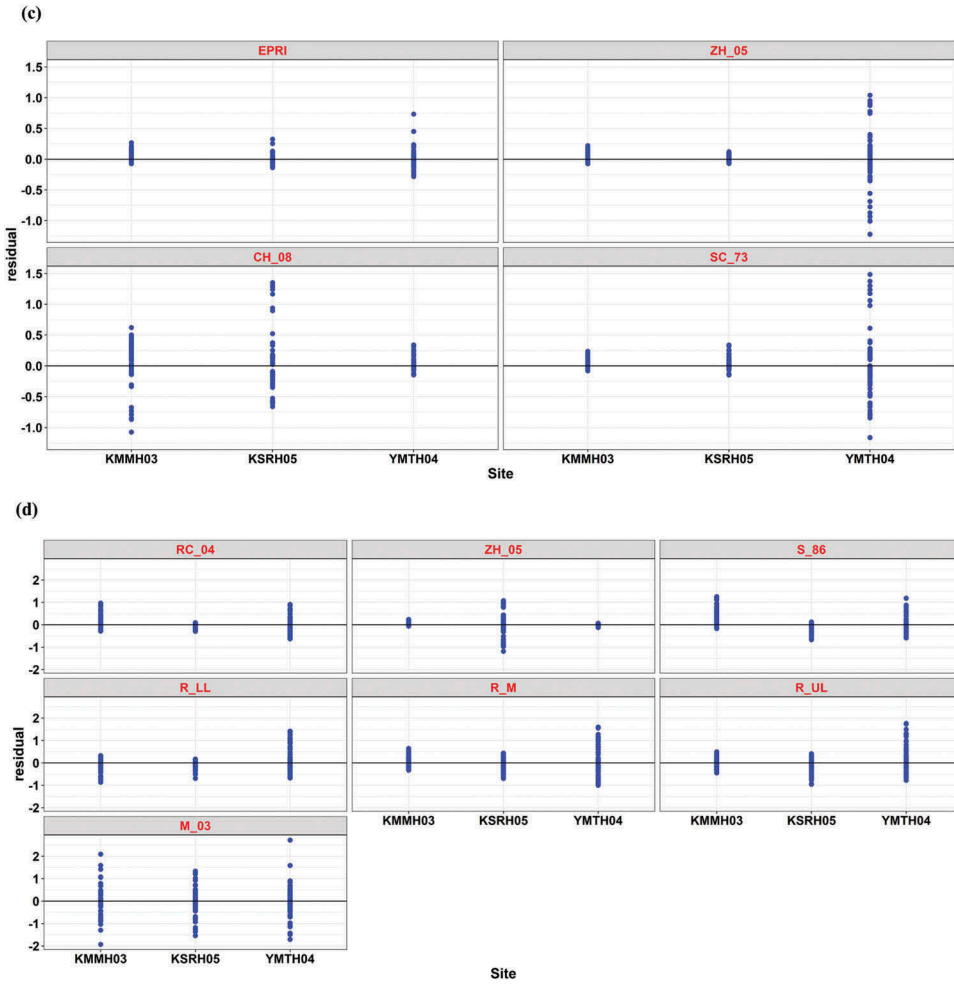 (c)
EPRI ZH_05
1.5
1.0
0.5
0.0
-0.5
-1.0
CH_08 SC_73
1.5
1.0
0.5
0.0
-0.5
-1.0
residual
KMMH03 KSRH05 YMTH04 KMMH03 KSRH05 YMTH04
Site
(d)
RC_04 ZH_05 S_86
2
1
0
-1
-2
R_LL R_M R_UL
2
1
0
-1
-2
residual
KMMH03 KSRH05 YMTH04 KMMH03 KSRH05 YMTH04
M_03
2
1
0
-1
-2
KMMH03 KSRH05 YMTH04
Site